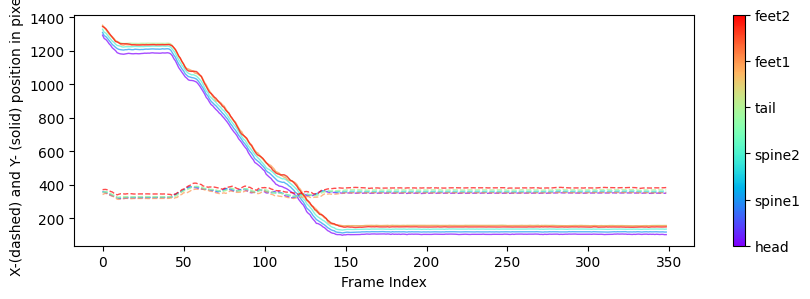 X-(dashed) and Y- (solid) position in pixe
1400
1200
1000
800
600
400
200
0
50
100
150
200
250
300
350
Frame Index
feet2
feet1
tail
spine2
spine1
head